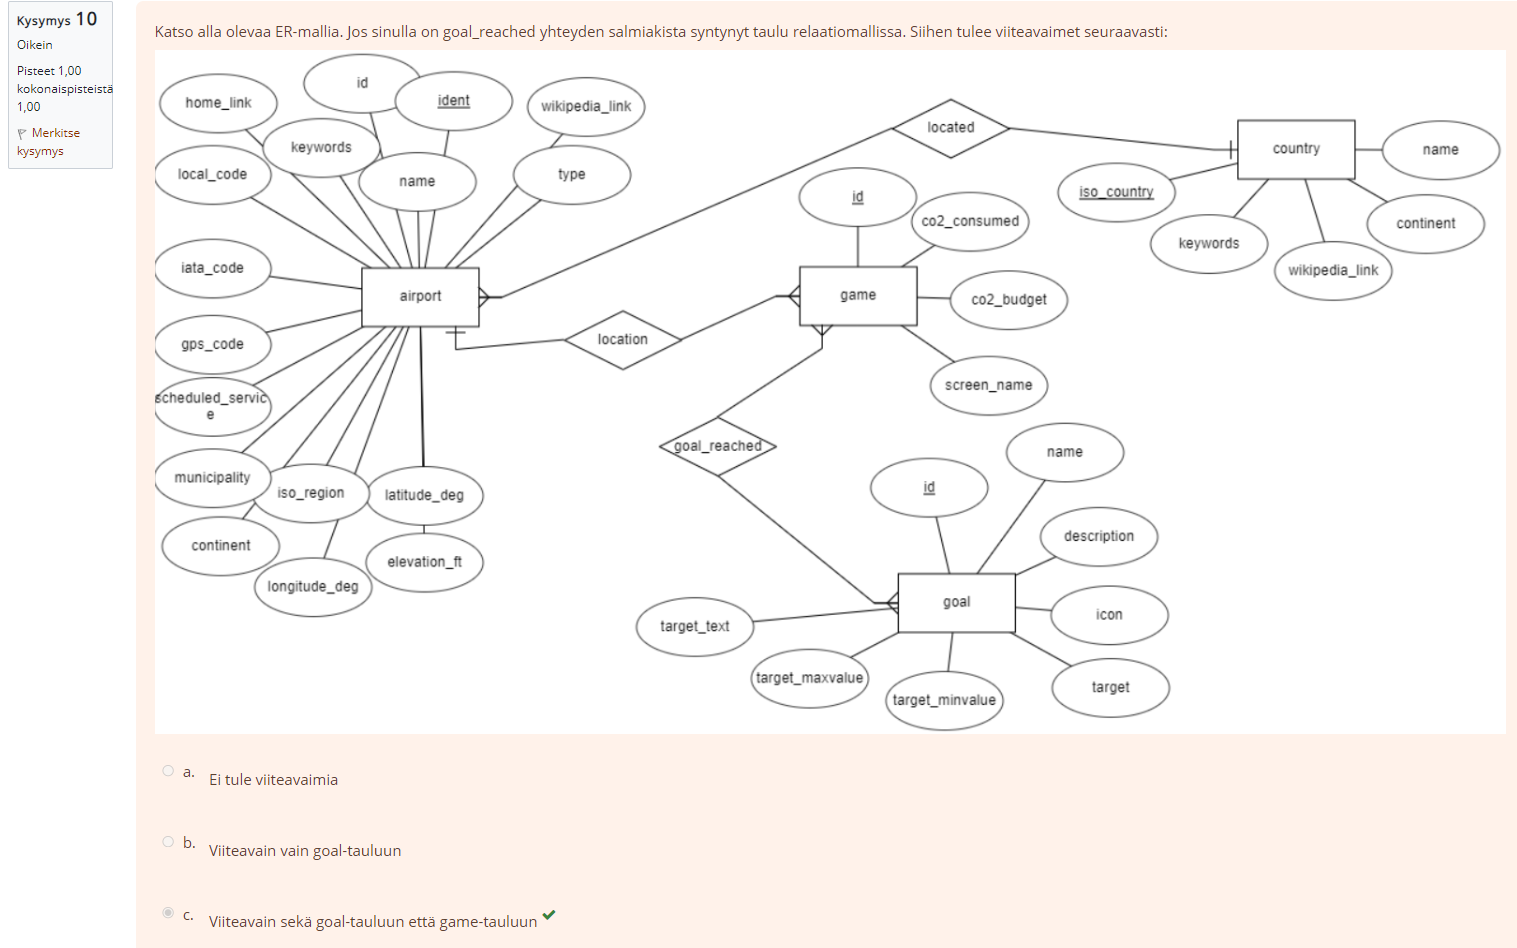 Kysymys 10
Oikein
Pisteet 1,00
kokonaispisteistä
1,00
Merkitse
kysymys
Katso alla olevaa ER-mallia. Jos sinulla on goal_reached yhteyden salmiakista syntynyt taulu relaatiomallissa. Siihen tulee viiteavaimet seuraavasti:
id
home_link
ident
wikipedia_link
keywords
local_code
name
type
located
country
name
id
iso_country
co2_consumed
continent
keywords
wikipedia_link
iata_code
airport
game
co2_budget
gps_code
location
scheduled_servic
e
screen_name
goal_reached
name
municipality
iso_region
latitude_deg
id
description
continent
elevation_ft
longitude_deg
goal
icon
target_text
target_maxvalue
target_minvalue
target
a. Ei tule viiteavaimia
b. Viiteavain vain goal-tauluun
c. Viiteavain sekä goal-tauluun että game-tauluun